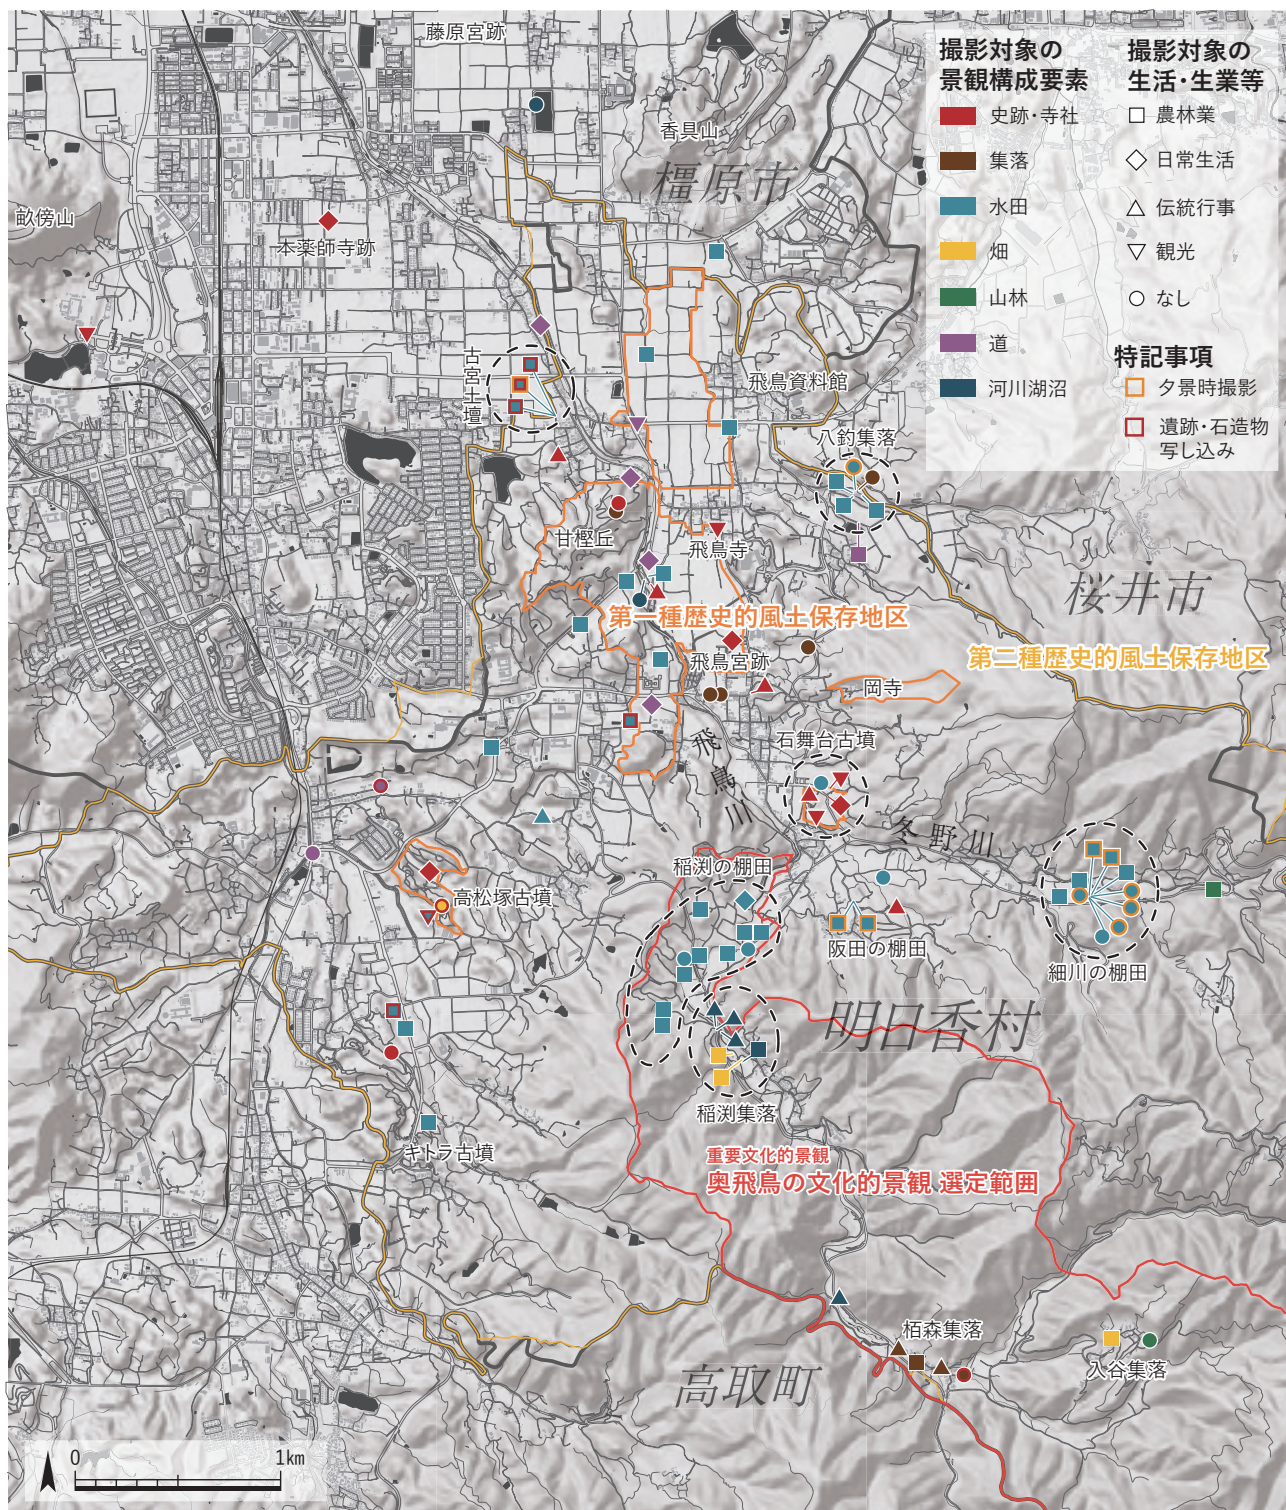 藤原宮跡
香具山
橿原市
畝傍山
本薬師寺跡
撮影対象の
景観構成要素
史跡・寺社
集落
水田
畑
山林
道
河川湖沼
撮影対象の
生活・生業等
農林業
日常生活
伝統行事
観光
なし
特記事項
夕景時撮影
遺跡・石造物
写し込み
古宮土壇
飛鳥資料館
八釣集落
甘樫丘
飛鳥寺
桜井市
第一種歴史的風土保存地区
第二種歴史的風土保存地区
飛鳥宮跡
岡寺
飛鳥川
石舞台古墳
冬野川
稲渕の棚田
高松塚古墳
阪田の棚田
細川の棚田
明日香村
稲渕集落
キトラ古墳
重要文化的景観
奥飛鳥の文化的景観 選定範囲
栢森集落
入谷集落
高取町
0 1km